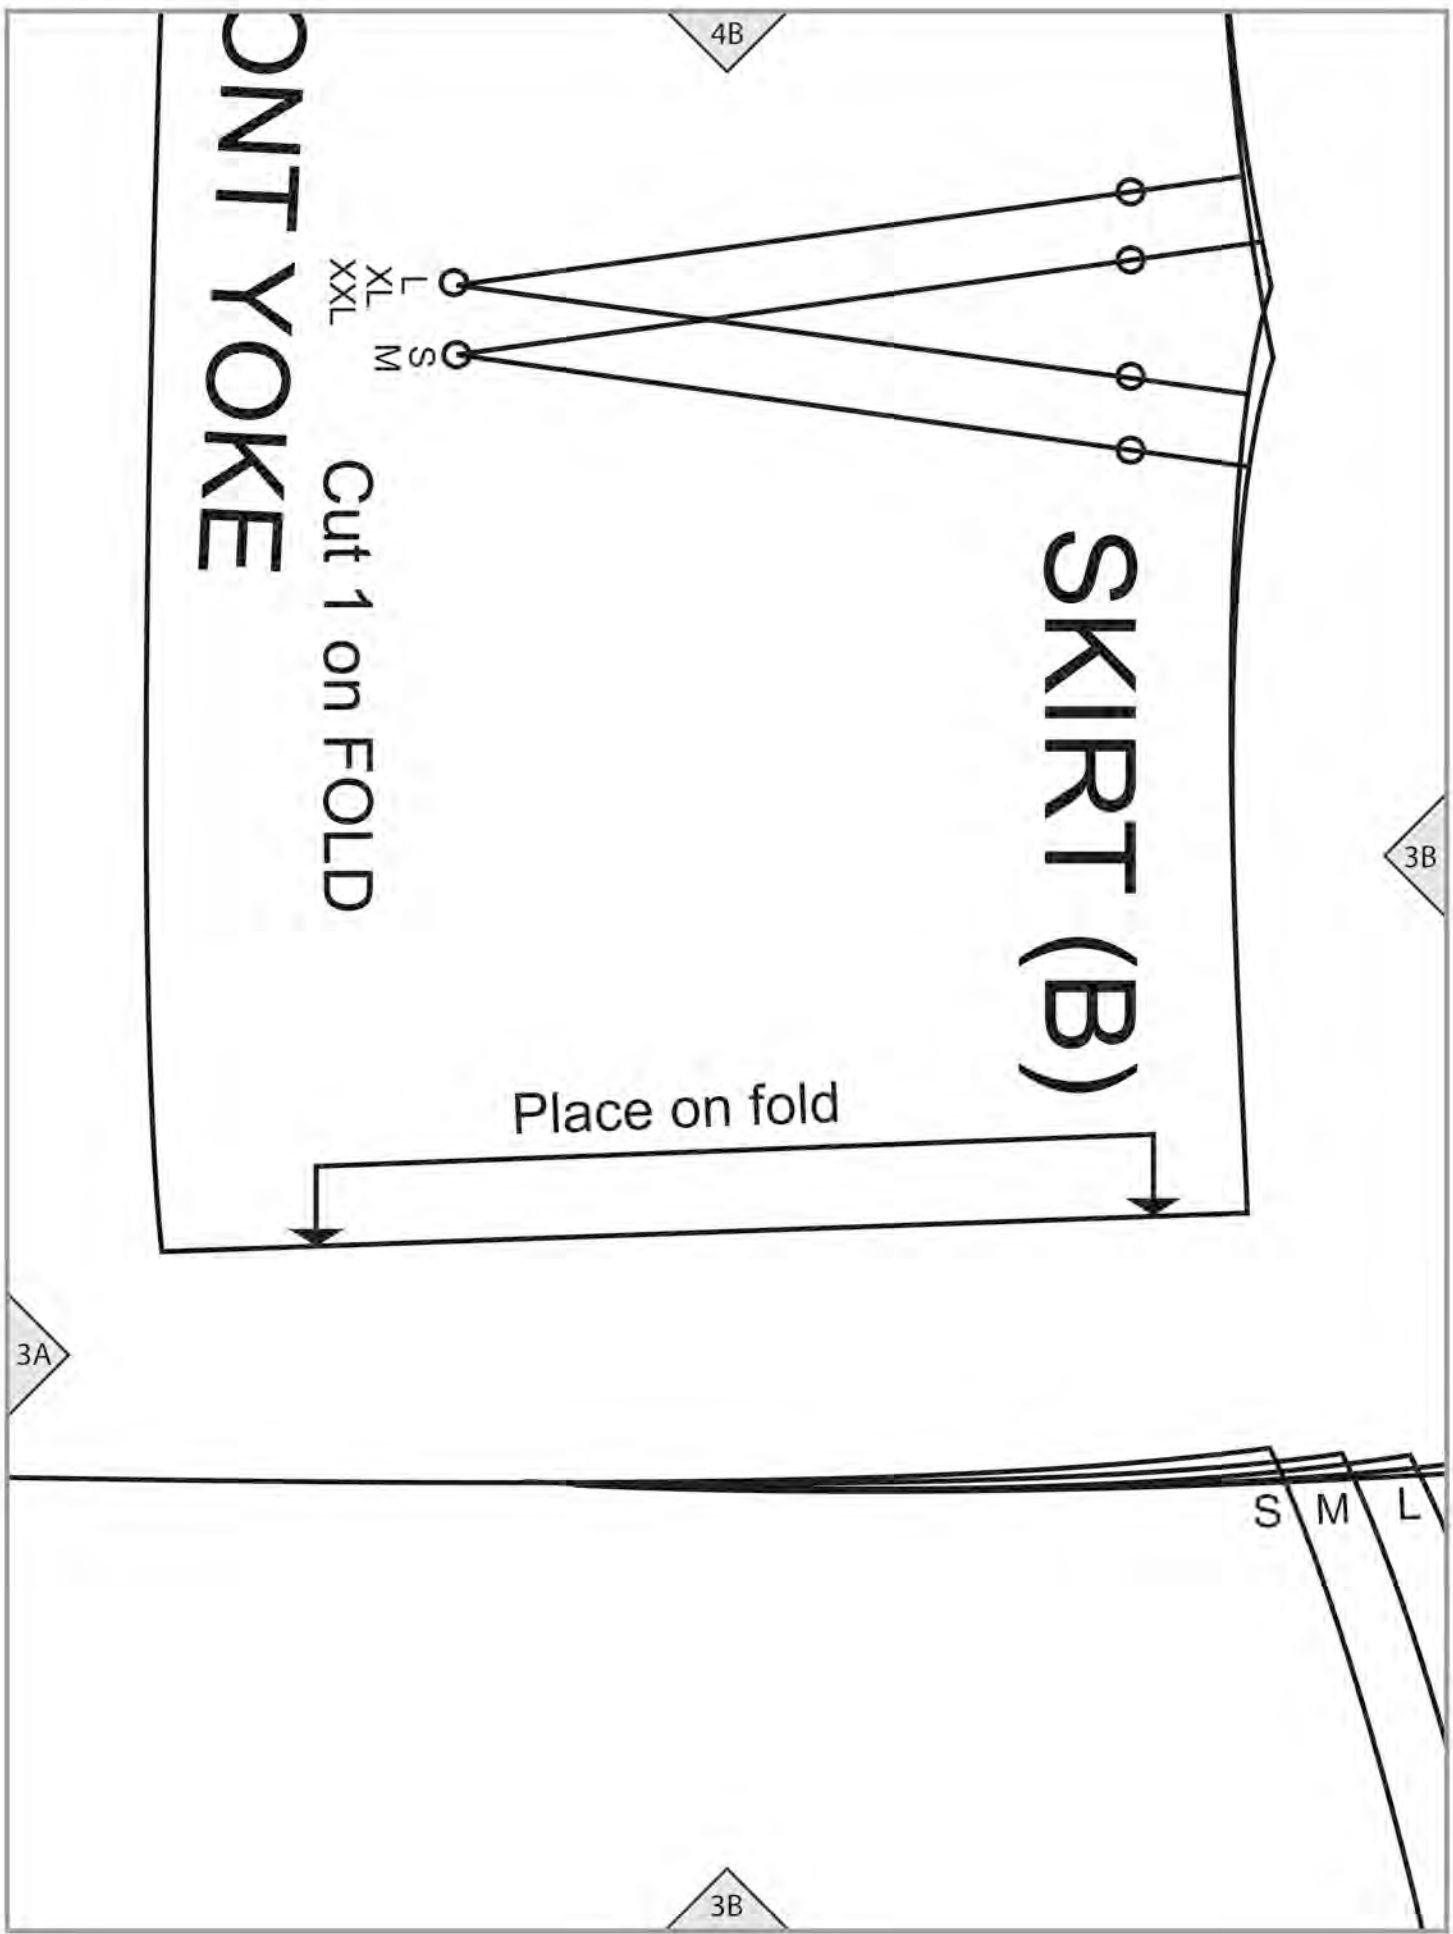 4B
SKIRT (B)
L
XL
XXL
S
M
Cut 1 on FOLD
ONT YOKE
3B
Place on fold
3A
S
M
L
3B